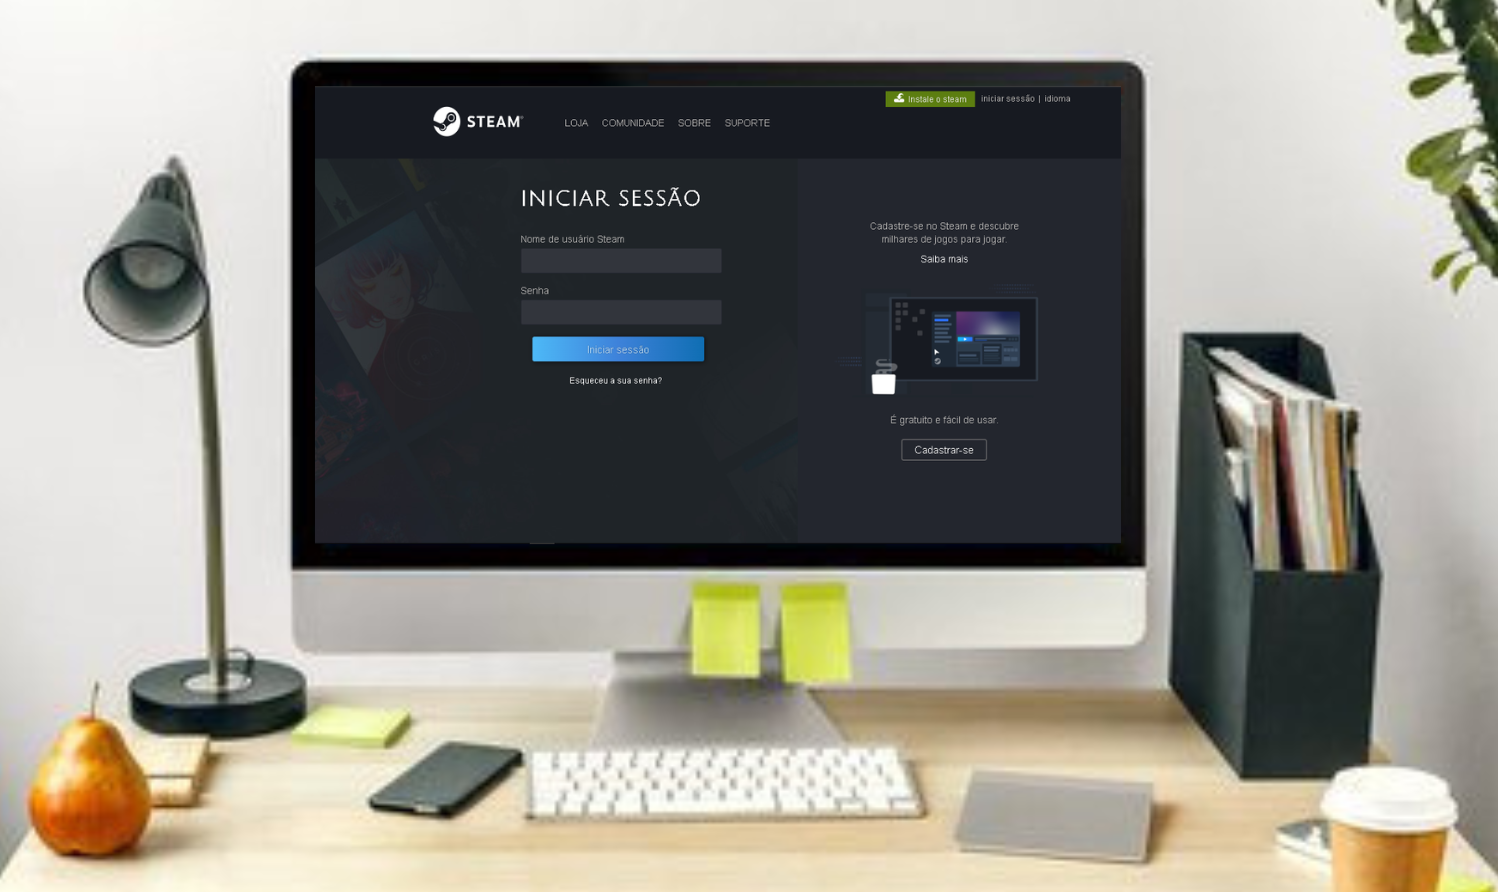 Instale o steam iniciar sessão | idioma
STEAM
LOJA COMUNIDADE SOBRE SUPORTE
INICIAR SESSÃO
Nome de usuário Steam
Senha
Iniciar sessão
Esqueceu a sua senha?
Cadastre-se no Steam e descubre
milhares de jogos para jogar.
Saiba mais
É gratuito e fácil de usar.
Cadastrar-se